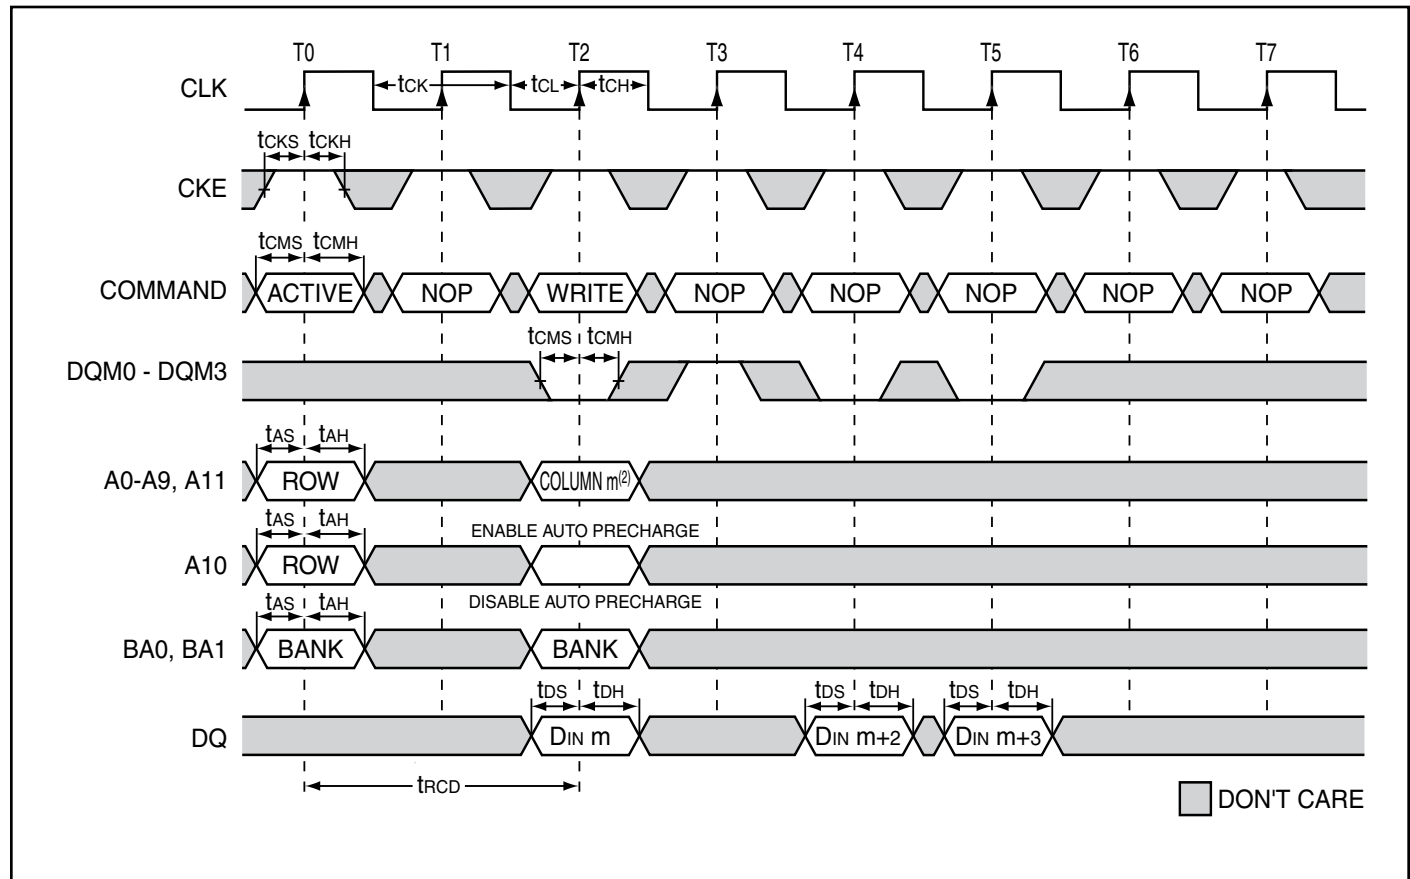 T0 T1 T2 T3 T4 T5 T6 T7
CLK
tCK tCL tCH
tCKS tCKH
CKE
tCMS tCMH
COMMAND ACTIVE NOP WRITE NOP NOP NOP NOP NOP
tCMS tCMH
DQM0 - DQM3
tAS tAH
A0-A9, A11 ROW COLUMN m(2)
tAS tAH ENABLE AUTO PRECHARGE
A10 ROW
tAS tAH DISABLE AUTO PRECHARGE
BA0, BA1 BANK BANK
tDS tDH tDS tDH tDS tDH
DQ DIN m DIN m+2 DIN m+3
tRCD
DON'T CARE